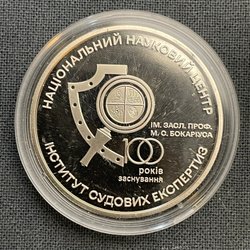 НАЦІОНАЛЬНИЙ НАУКОВИЙ ЦЕНТР
ІМ. ЗАСЛ. ПРОФ.
М. С. БОКАРІУСА
100
років
заснування
ІНСТИТУТ СУДОВИХ ЕКСПЕРТИЗ